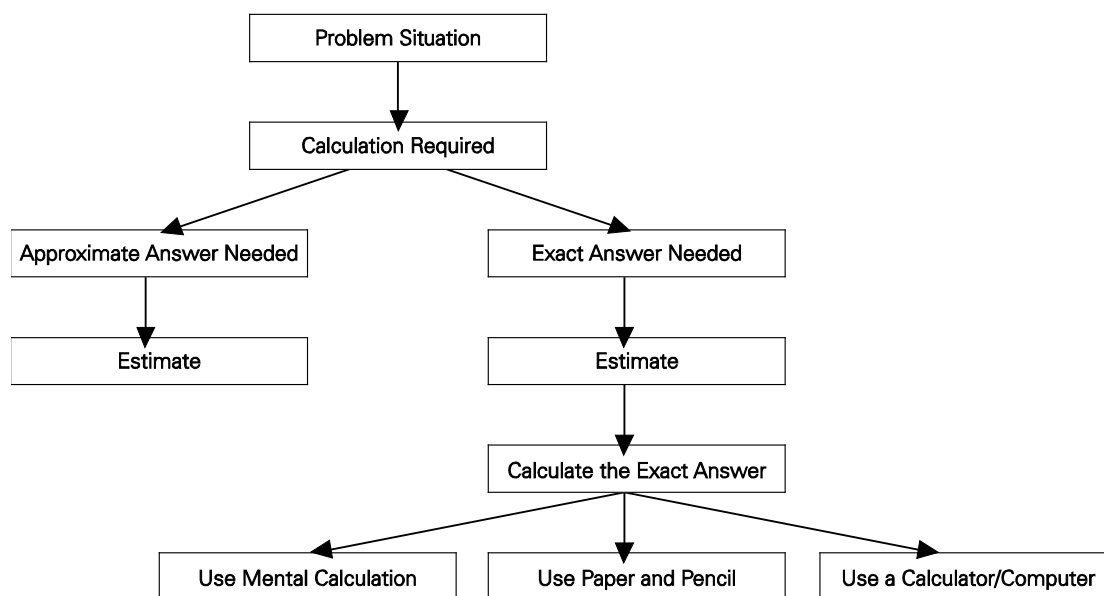 Problem Situation
Calculation Required
Approximate Answer Needed
Exact Answer Needed
Estimate
Estimate
Calculate the Exact Answer
Use Mental Calculation
Use Paper and Pencil
Use a Calculator/Computer